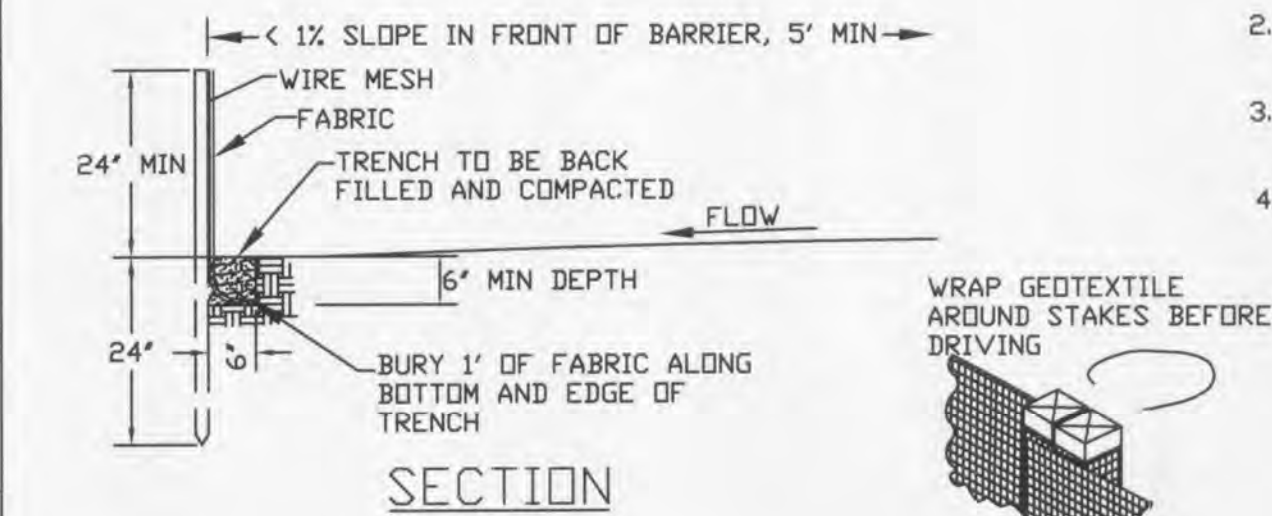 < 1% SLOPE IN FRONT OF BARRIER, 5' MIN
2.
WIRE MESH
FABRIC
3.
24" MIN
TRENCH TO BE BACK
FILLED AND COMPACTED
4
FLOW
6" MIN DEPTH
WRAP GEOTEXTILE
AROUND STAKES BEFORE
DRIVING
24"
6"
BURY 1' OF FABRIC ALONG
BOTTOM AND EDGE OF
TRENCH
SECTION